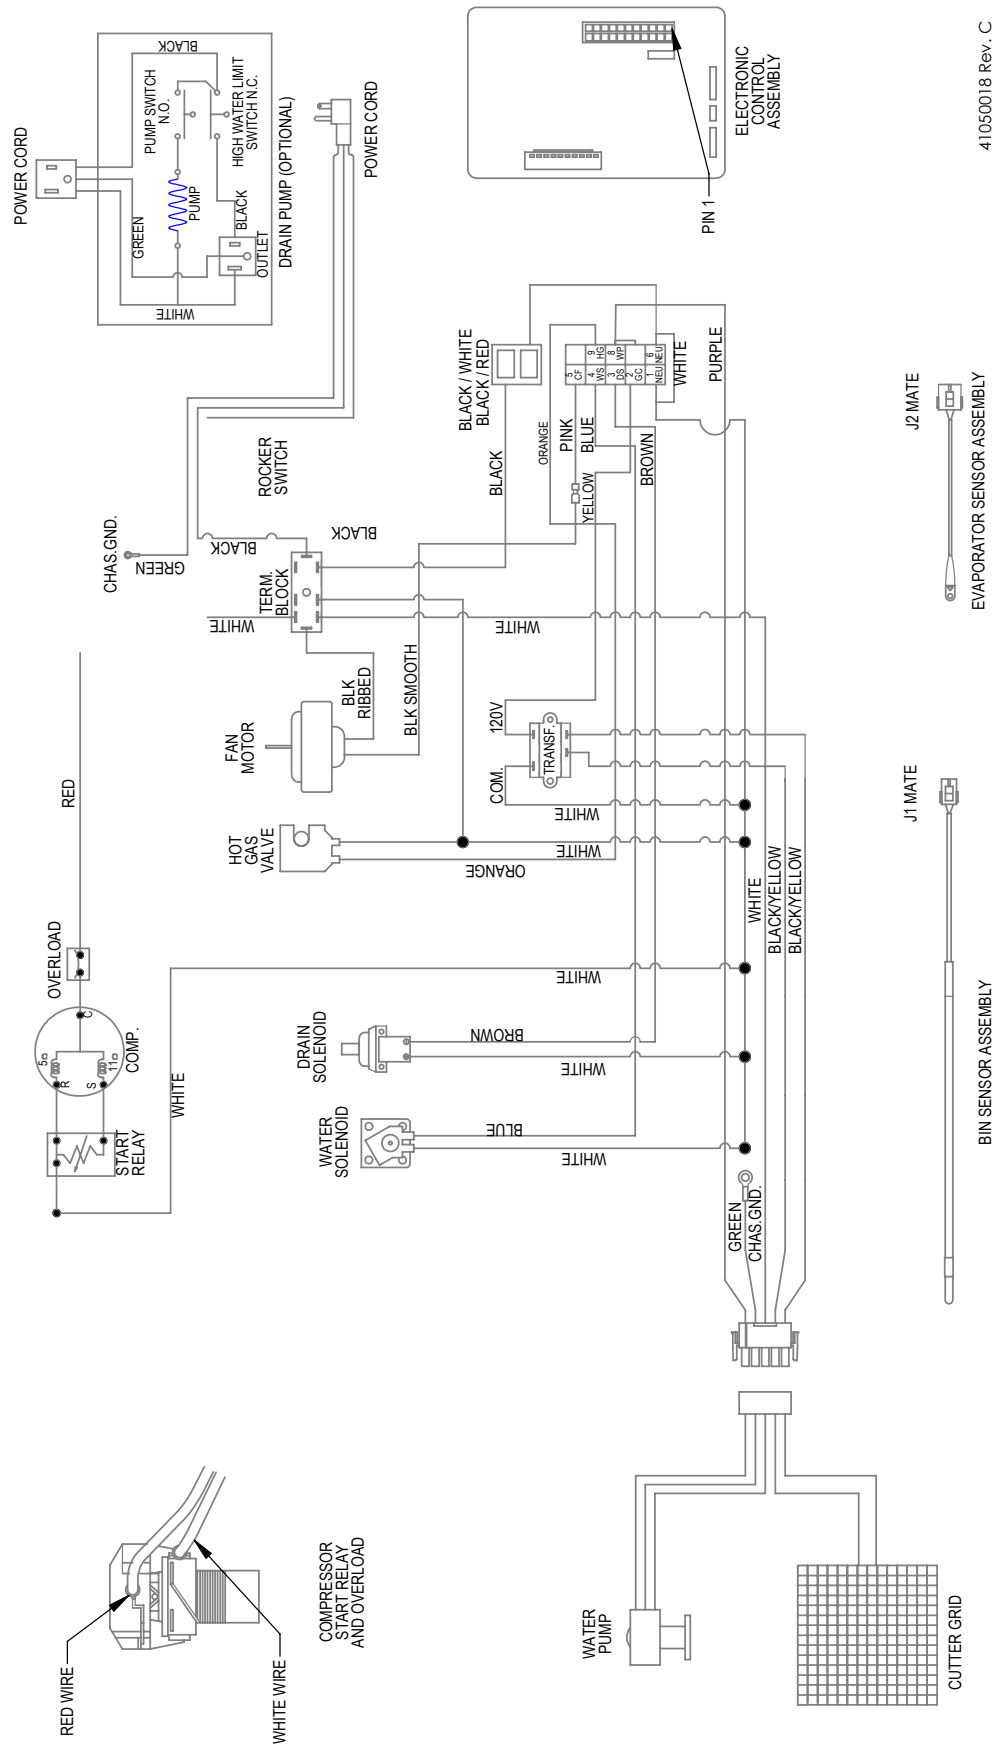 POWER CORD
BLACK
PUMP SWITCH
N.O.
HIGH WATER LIMIT
SWITCH N.C.
PUMP
GREEN
BLACK
OUTLET
WHITE
DRAIN PUMP (OPTIONAL)
POWER CORD
ELECTRONIC
CONTROL
ASSEMBLY
PIN 1
41050018 Rev. C
CHAS.GND.
GREEN
BLACK
BLACK
ROCKER
SWITCH
BLACK / WHITE
BLACK / RED
BLACK
ORANGE
PINK
BLUE
YELLOW
BROWN
5
CF
4
WS
9
HG
3
DS
8
WP
2
GC
1
NEU
6
NEU
WHITE
PURPLE
TERM.
BLOCK
WHITE
WHITE
RED
FAN
MOTOR
BLK
RIBBED
BLK SMOOTH
120V
COM.
TRANSF.
WHITE
HOT
GAS
VALVE
WHITE
ORANGE
WHITE
BLACK/YELLOW
BLACK/YELLOW
J2 MATE
EVAPORATOR SENSOR ASSEMBLY
J1 MATE
BIN SENSOR ASSEMBLY
OVERLOAD
C
5
11
R
S
COMP.
WHITE
START
RELAY
WHITE
DRAIN
SOLENOID
BROWN
WHITE
WATER
SOLENOID
BLUE
WHITE
GREEN
CHAS.GND.
RED WIRE
WHITE WIRE
COMPRESSOR
START RELAY
AND OVERLOAD
WATER
PUMP
CUTTER GRID